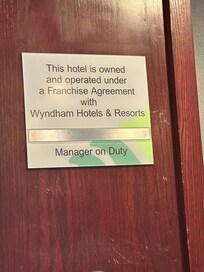 This hotel is owned
and operated under
a Franchise Agreement
with
Wyndham Hotels & Resorts
Manager on Duty